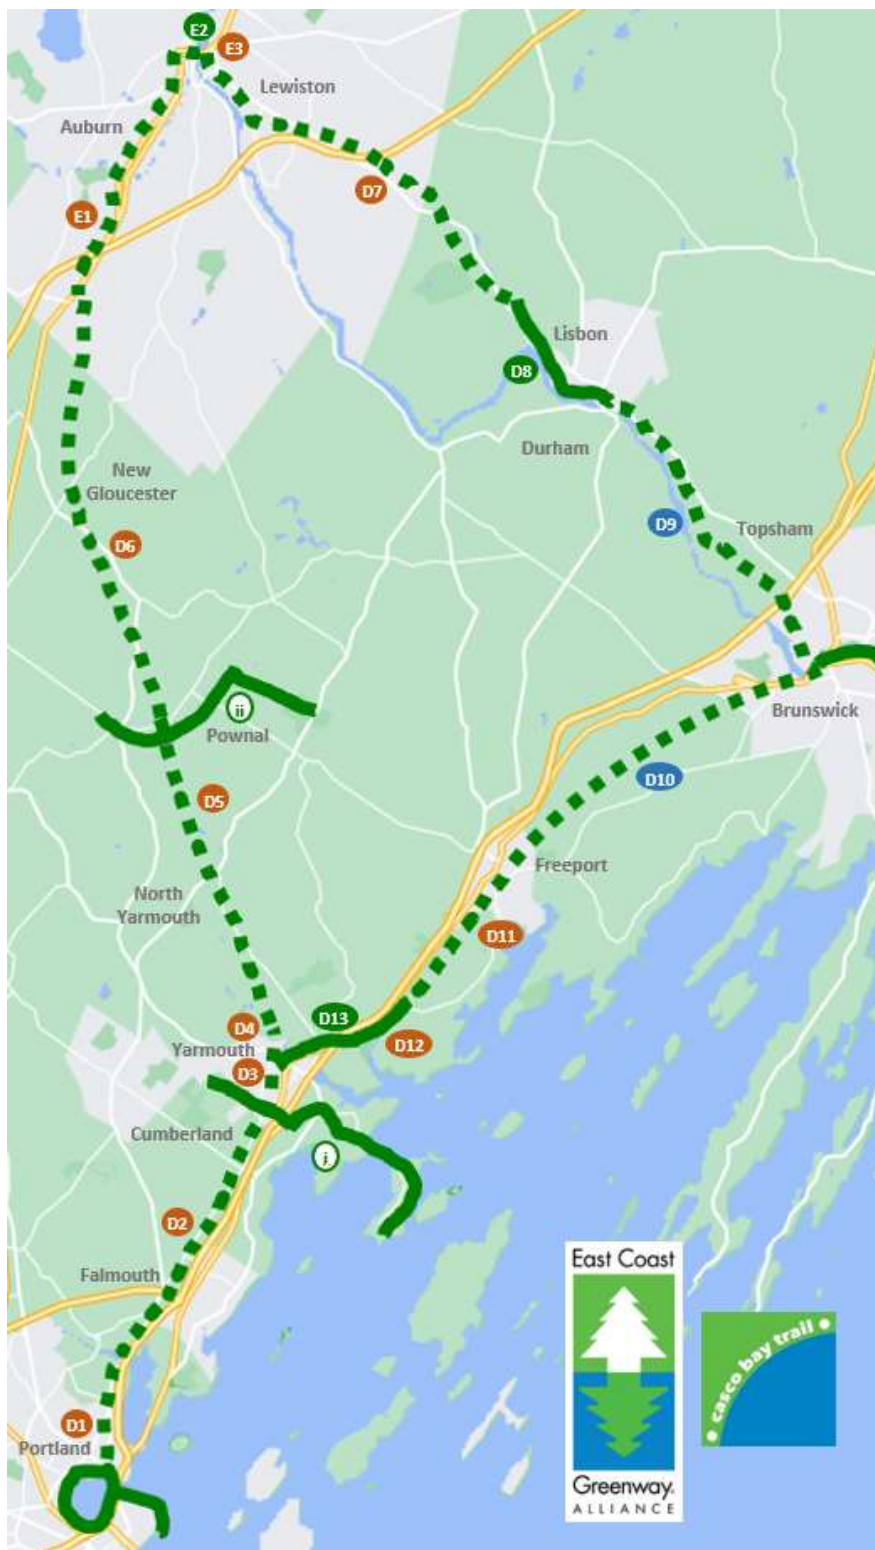 E2
E3
Lewiston
Auburn
D7
E1
Lisbon
D8
Durham
New
Gloucester
D9
Topsham
D6
ii
Pownal
Brunswick
D5
D10
Freeport
North
Yarmouth
D11
D13
D4
D12
Yarmouth
D3
Cumberland
i
D2
Falmouth
East Coast
casco bay trail
D1
Portland
Greenway
ALLIANCE